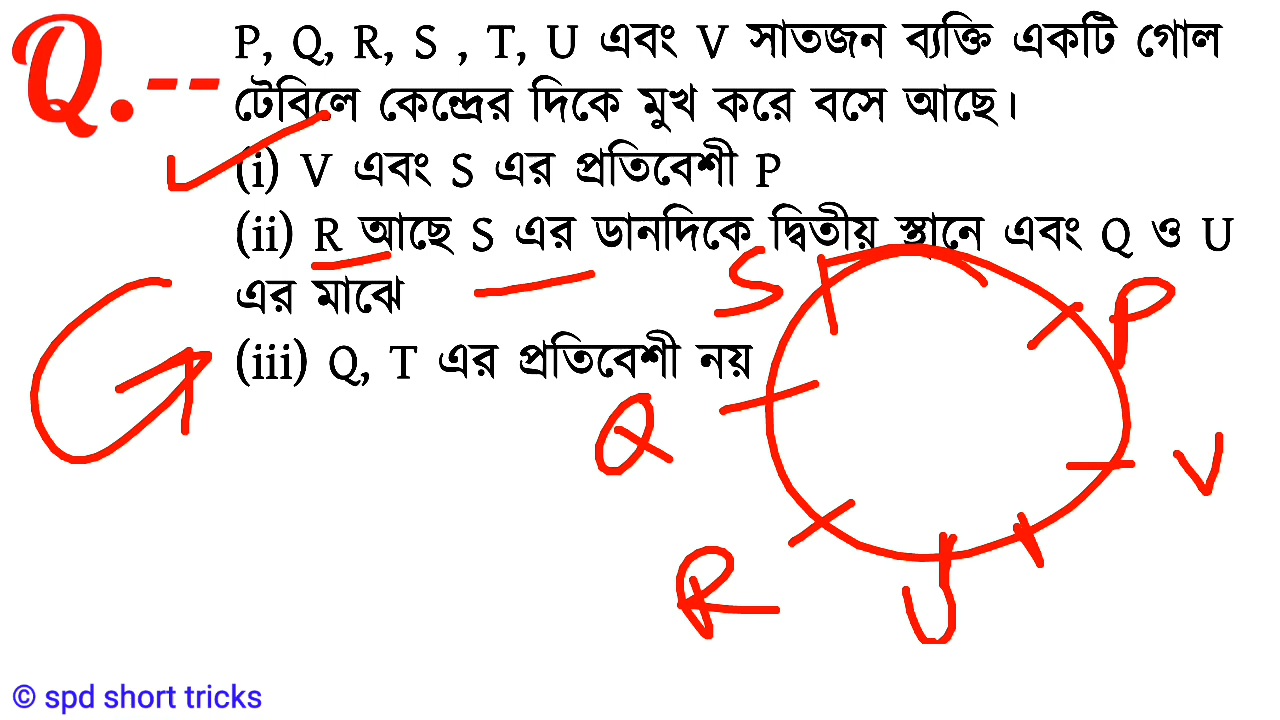 Q.--
P, Q, R, S , T, U এবং V সাতজন ব্যক্তি একটি গোল
টেবিলে কেন্দ্রের দিকে মুখ করে বসে আছে।
(i) V এবং S এর প্রতিবেশী P
(ii) R আছে S এর ডানদিকে দ্বিতীয় স্থানে এবং Q ও U
এর মাঝে
(iii) Q, T এর প্রতিবেশী নয়
S
P
Q
V
R
U
© spd short tricks